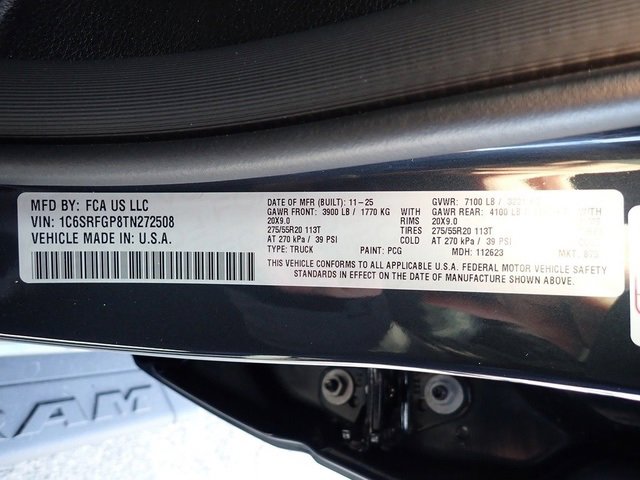 MFD BY: FCA US LLC
VIN: 1C6SRFGP8TN272508
VEHICLE MADE IN: U.S.A.
DATE OF MFR (BUILT): 11-25 GVWR: 7100 LB /
GAWR FRONT: 3900 LB / 1770 KG GAWR REAR: 4100 LB
20X9.0 RIMS 20X9.0
275/55R20 113T TIRES 275/55R20 113T
AT 270 kPa / 39 PSI COLD AT 270 kPa / 39 PSI
TYPE: TRUCK PAINT: PCG MDH: 112623 MKT:
THIS VEHICLE CONFORMS TO ALL APPLICABLE U.S.A. FEDERAL MOTOR VEHICLE SAFETY
STANDARDS IN EFFECT ON THE DATE OF MANUFACTURE SHOWN ABOVE.
RAM